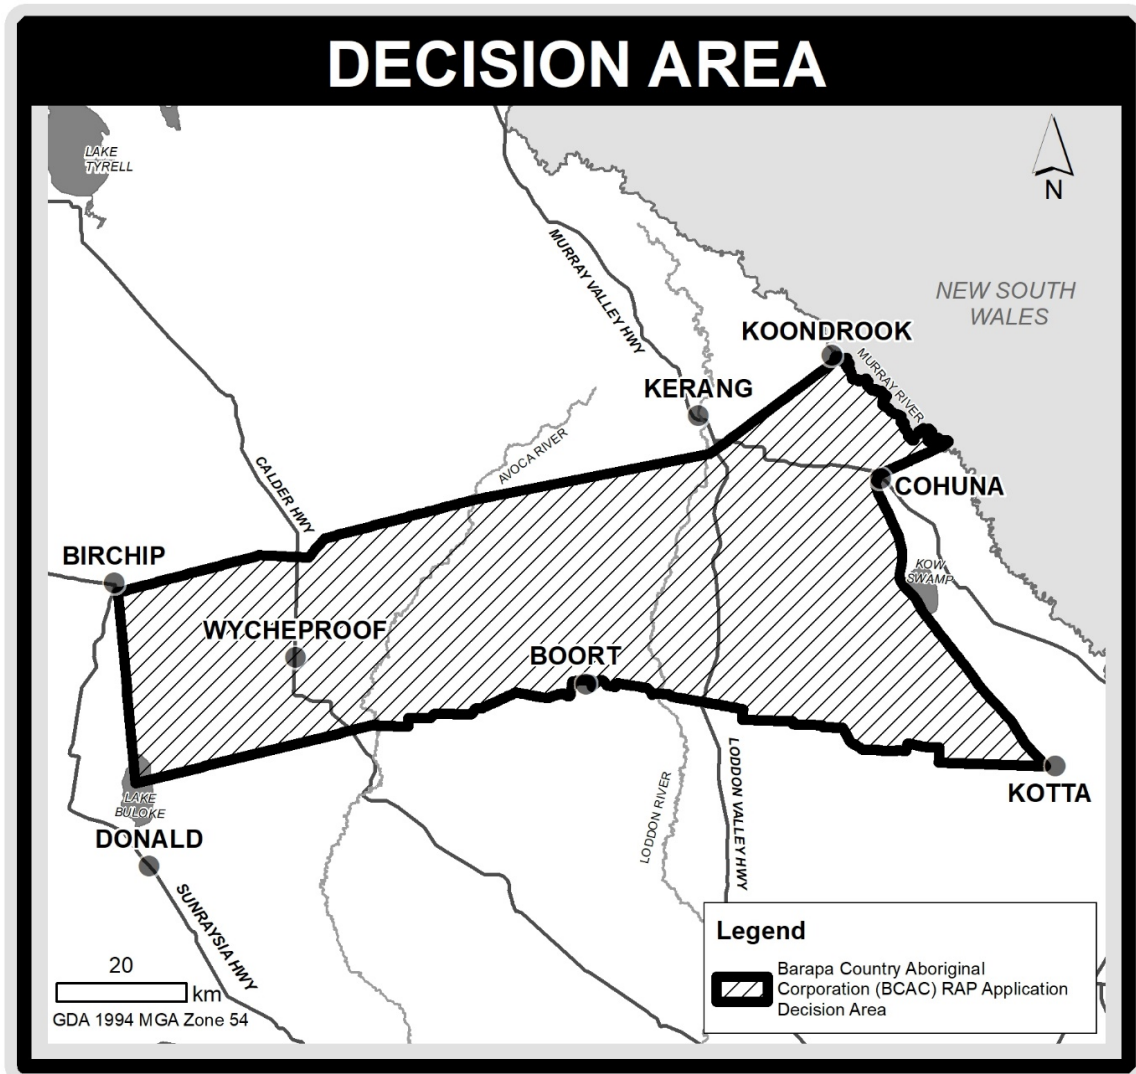 DECISION AREA
LAKE
TYRELL
N
MURRAY VALLEY HWY
NEW SOUTH
WALES
KOONDROOK
MURRAY RIVER
KERANG
AVOCA RIVER
CALDER HWY
COHUNA
BIRCHIP
KOW
SWAMP
WYCHEPROOF
BOORT
LODDON VALLEY HWY
LODDON RIVER
KOTTA
LAKE
BULOKE
DONALD
SUNRAYSIA HWY
Legend
Barapa Country Aboriginal
Corporation (BCAC) RAP Application
Decision Area
20
km
GDA 1994 MGA Zone 54